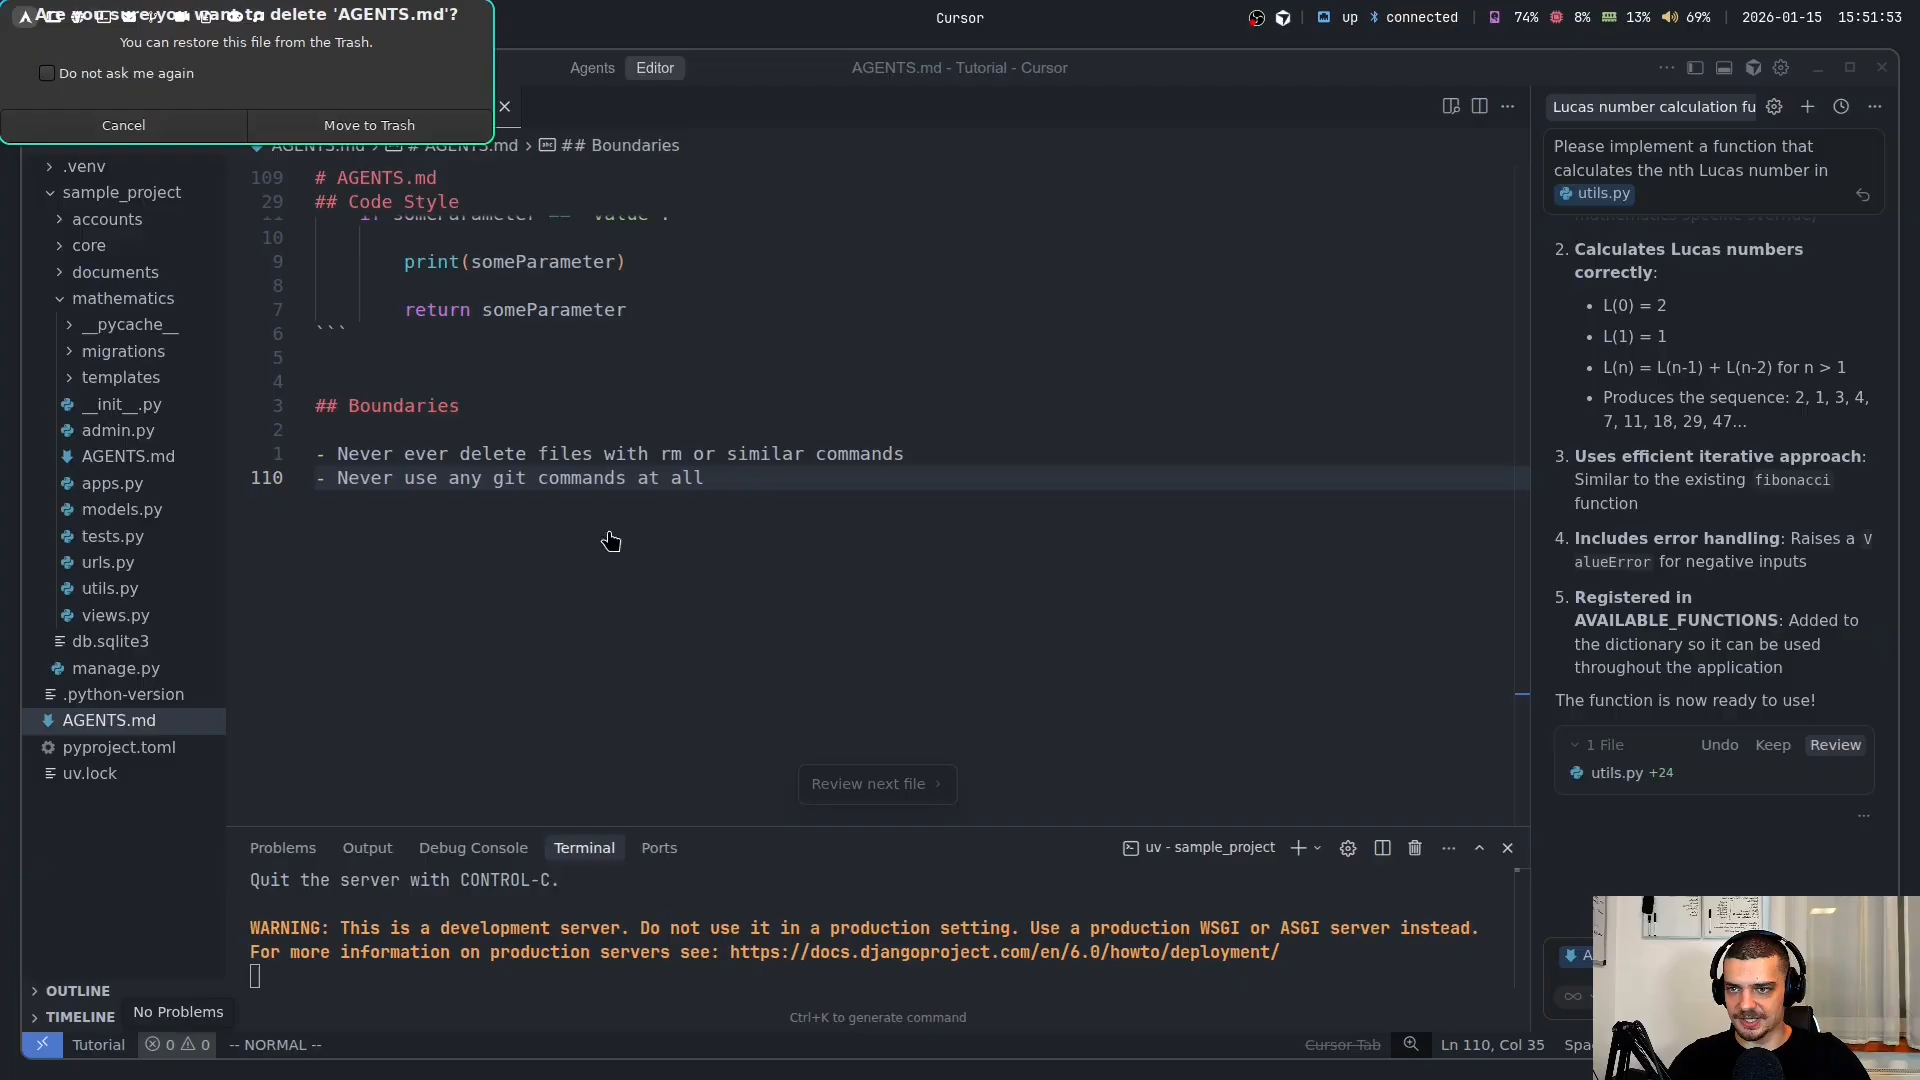 Are you sure you want to delete 'AGENTS.md'?
You can restore this file from the Trash.
Do not ask me again
Cancel
Move to Trash
Cursor
up
connected
74%
8%
13%
69%
2026-01-15
15:51:53
Agents
Editor
AGENTS.md - Tutorial - Cursor
AGENTS.md > # AGENTS.md > ## Boundaries
.venv
sample_project
accounts
core
documents
mathematics
__pycache__
migrations
templates
__init__.py
admin.py
AGENTS.md
apps.py
models.py
tests.py
urls.py
utils.py
views.py
db.sqlite3
manage.py
.python-version
AGENTS.md
pyproject.toml
uv.lock
OUTLINE
TIMELINE
No Problems
109 # AGENTS.md
29 ## Code Style
11 if someParameter == "value":
10
9 print(someParameter)
8
7 return someParameter
6 ```
5
4
3 ## Boundaries
2
1 - Never ever delete files with rm or similar commands
110 - Never use any git commands at all
Review next file
Problems
Output
Debug Console
Terminal
Ports
uv - sample_project
Quit the server with CONTROL-C.
WARNING: This is a development server. Do not use it in a production setting. Use a production WSGI or ASGI server instead.
For more information on production servers see: https://docs.djangoproject.com/en/6.0/howto/deployment/
Ctrl+K to generate command
Lucas number calculation fu
Please implement a function that
calculates the nth Lucas number in
utils.py
2. Calculates Lucas numbers
correctly:
• L(0) = 2
• L(1) = 1
• L(n) = L(n-1) + L(n-2) for n > 1
• Produces the sequence: 2, 1, 3, 4,
7, 11, 18, 29, 47...
3. Uses efficient iterative approach:
Similar to the existing fibonacci
function
4. Includes error handling: Raises a V
alueError for negative inputs
5. Registered in
AVAILABLE_FUNCTIONS: Added to
the dictionary so it can be used
throughout the application
The function is now ready to use!
1 File
Undo
Keep
Review
utils.py +24
Tutorial
0
0
-- NORMAL --
Cursor Tab
Ln 110, Col 35
Spa